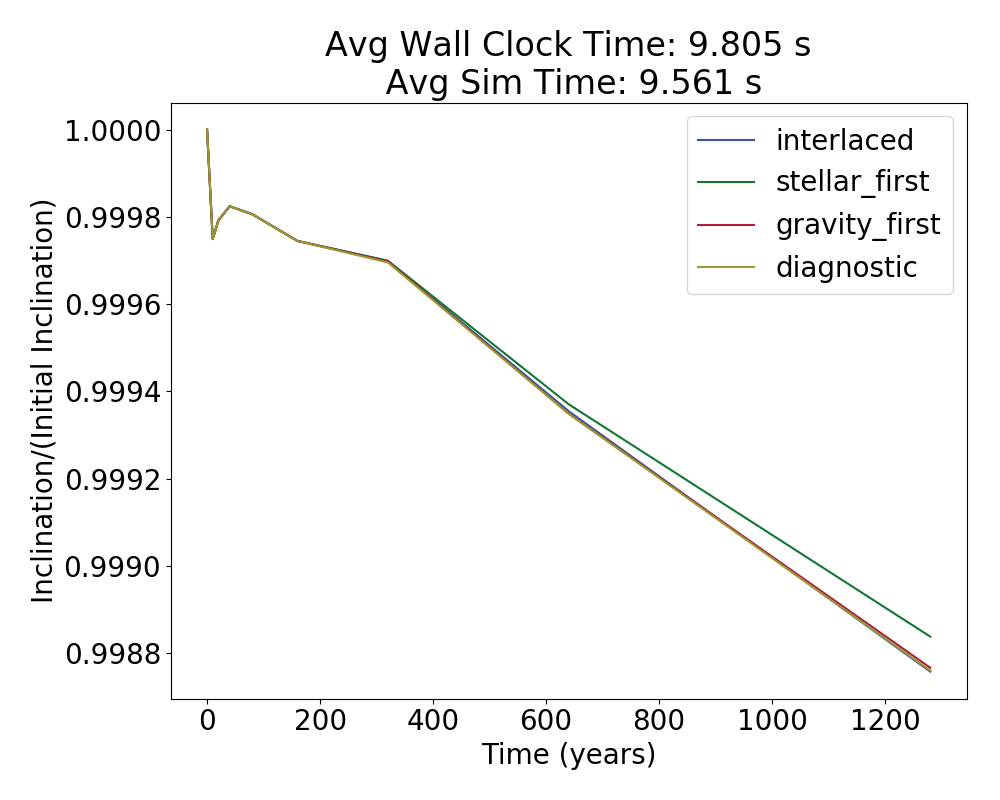 Avg Wall Clock Time: 9.805 s
Avg Sim Time: 9.561 s
1.0000
0.9998
0.9996
0.9994
0.9992
0.9990
0.9988
Inclination/(Initial Inclination)
interlaced
stellar_first
gravity_first
diagnostic
0 200 400 600 800 1000 1200
Time (years)